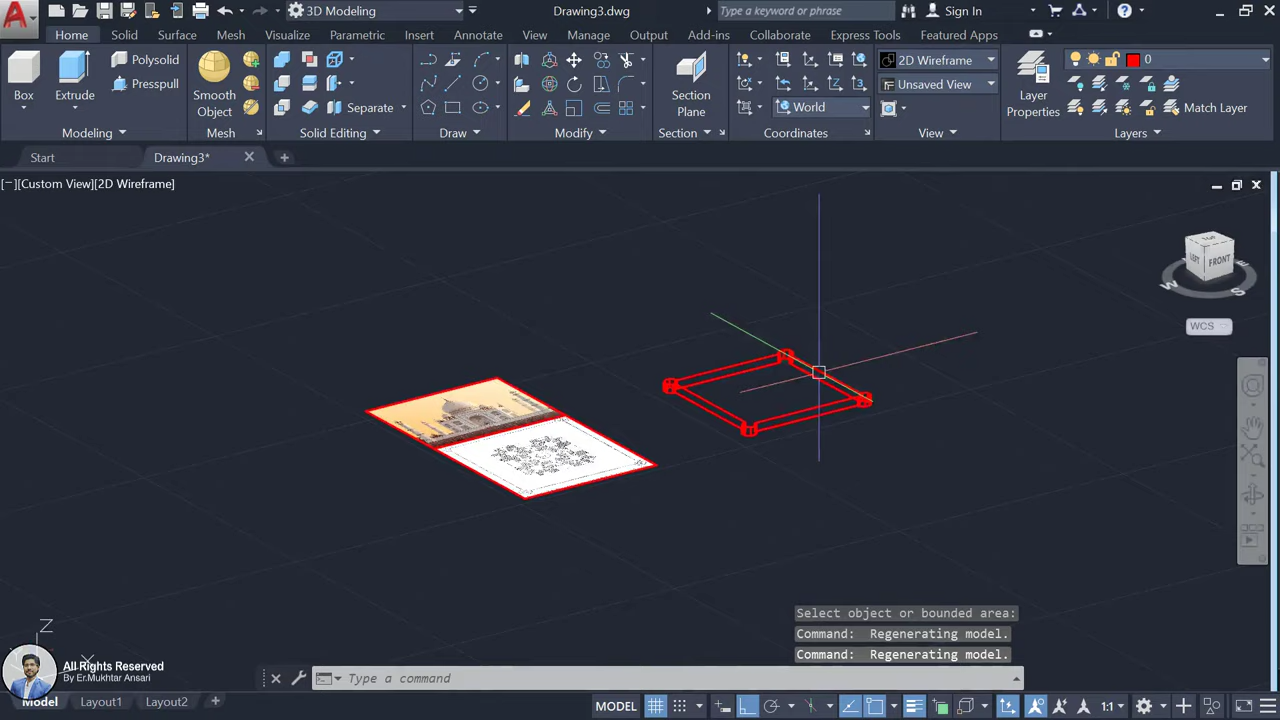 3D Modeling
Drawing3.dwg
Type a keyword or phrase
Sign In
Home
Solid
Surface
Mesh
Visualize
Parametric
Insert
Annotate
View
Manage
Output
Add-ins
Collaborate
Express Tools
Featured Apps
Box
Extrude
Polysolid
Presspull
Smooth
Object
Separate
Section
Plane
World
2D Wireframe
Unsaved View
Layer
Properties
0
Match Layer
Modeling
Mesh
Solid Editing
Draw
Modify
Section
Coordinates
View
Layers
Start
Drawing3*
[−][Custom View][2D Wireframe]
TOP
LEFT
FRONT
W
S
E
WCS
Select object or bounded area:
Command: Regenerating model.
Command: Regenerating model.
Z
All Rights Reserved
By Er.Mukhtar Ansari
Type a command
Model
Layout1
Layout2
MODEL
1:1